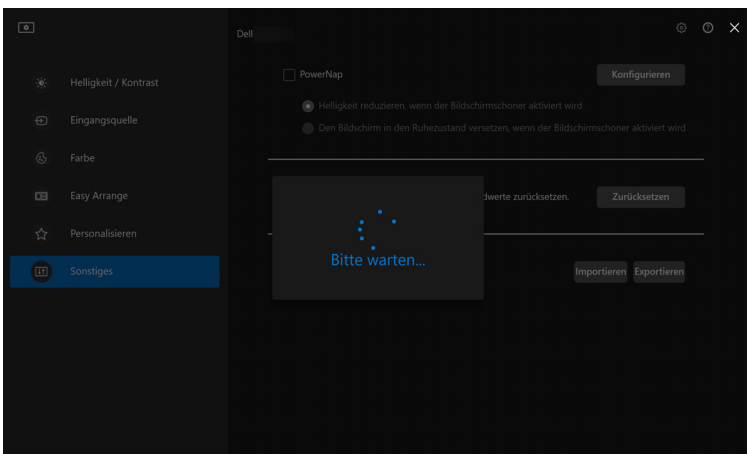 Dell
Helligkeit / Kontrast
Eingangsquelle
Farbe
Easy Arrange
Personalisieren
Sonstiges
PowerNap
Konfigurieren
Helligkeit reduzieren, wenn der Bildschirmschoner aktiviert wird
Den Bildschirm in den Ruhezustand versetzen, wenn der Bildschirmschoner aktiviert wird
zurücksetzen.
Zurücksetzen
Bitte warten...
Importieren
Exportieren